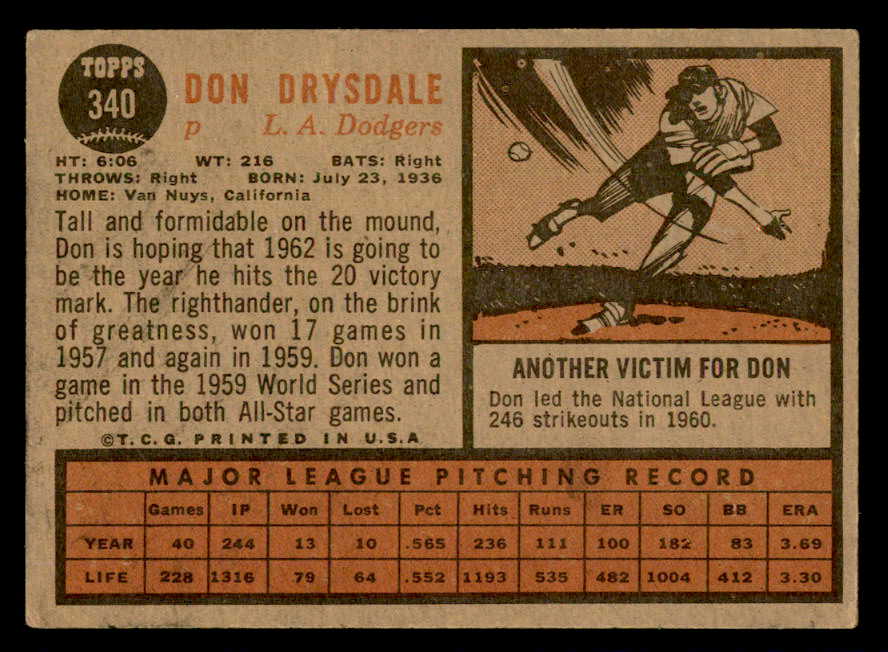 TOPPS
340
DON DRYSDALE
p L. A. Dodgers
HT: 6:06 WT: 216 BATS: Right
THROWS: Right BORN: July 23, 1936
HOME: Van Nuys, California
Tall and formidable on the mound,
Don is hoping that 1962 is going to
be the year he hits the 20 victory
mark. The righthander, on the brink
of greatness, won 17 games in
1957 and again in 1959. Don won a
game in the 1959 World Series and
pitched in both All-Star games.
©T.C.G. PRINTED IN U.S.A
ANOTHER VICTIM FOR DON
Don led the National League with
246 strikeouts in 1960.
MAJOR LEAGUE PITCHING RECORD
Games IP Won Lost Pct Hits Runs ER SO BB ERA
YEAR 40 244 13 10 .565 236 111 100 182 83 3.69
LIFE 228 1316 79 64 .552 1193 535 482 1004 412 3.30